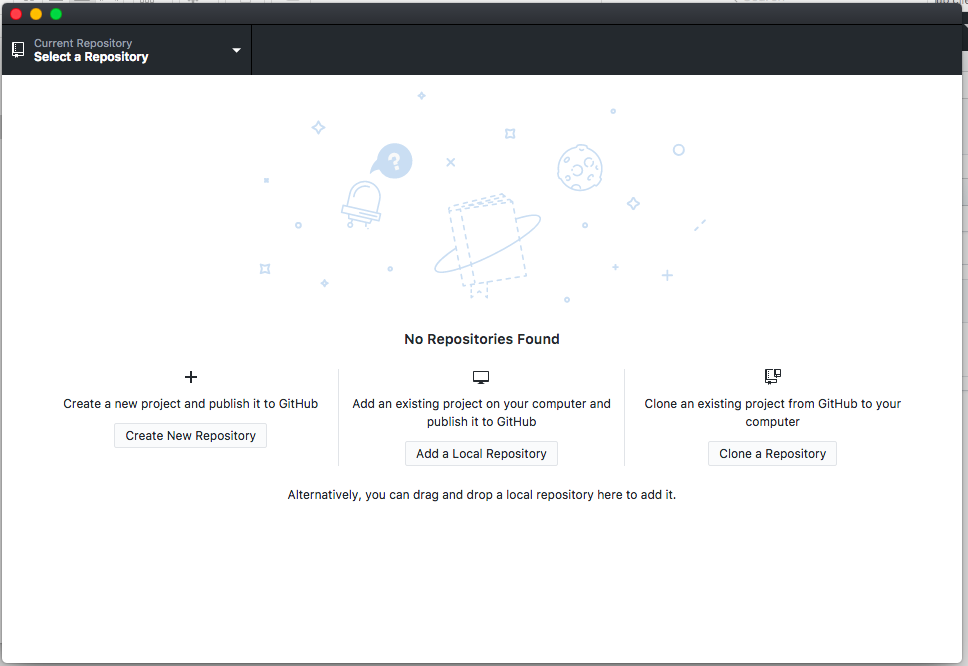 Current Repository
Select a Repository
?
No Repositories Found
Create a new project and publish it to GitHub
Create New Repository
Add an existing project on your computer and
publish it to GitHub
Add a Local Repository
Clone an existing project from GitHub to your
computer
Clone a Repository
Alternatively, you can drag and drop a local repository here to add it.